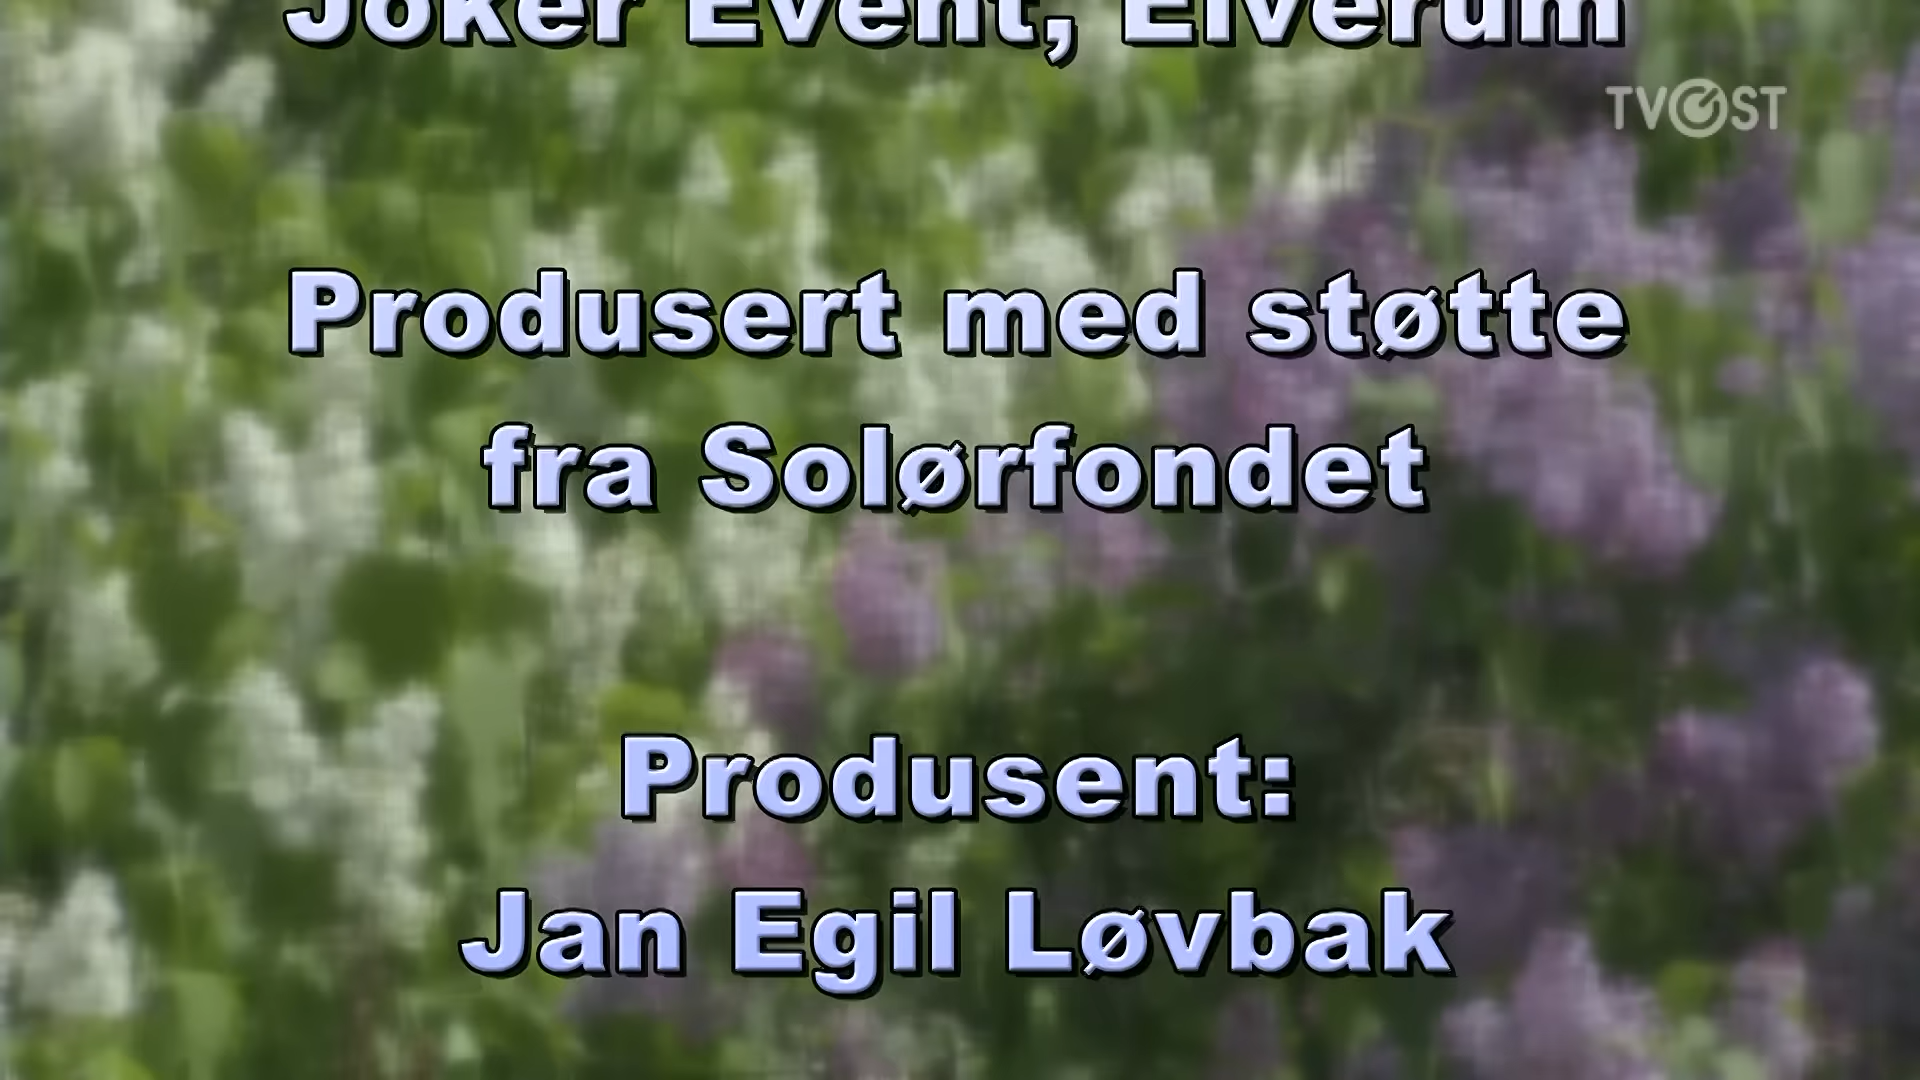 Joker Event, Elverum
TVØST
Produsert med støtte
fra Solørfondet
Produsent:
Jan Egil Løvbak